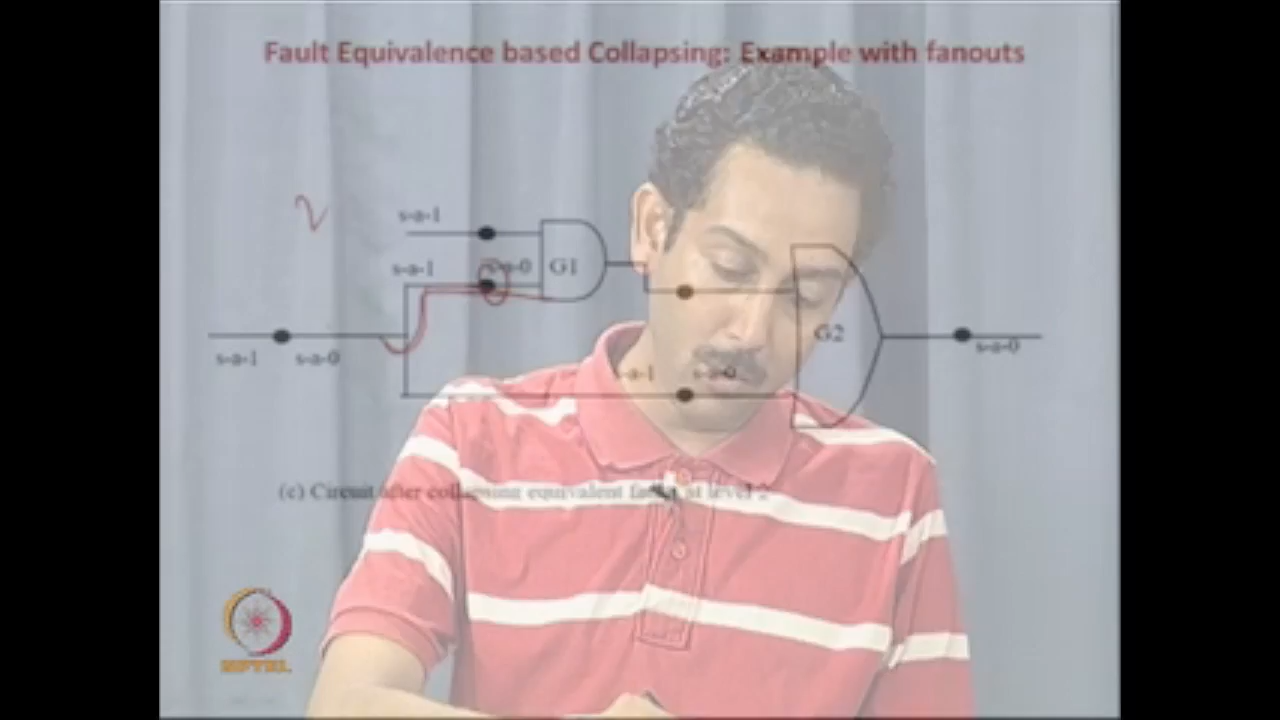 Fault Equivalence based Collapsing: Example with fanouts
s-a-1
s-a-1 s-a-0 G1
G2
s-a-1 s-a-0 s-a-0
s-a-1 s-a-0
(c) Circuit after collapsing equivalent faults at level 2
NPTEL